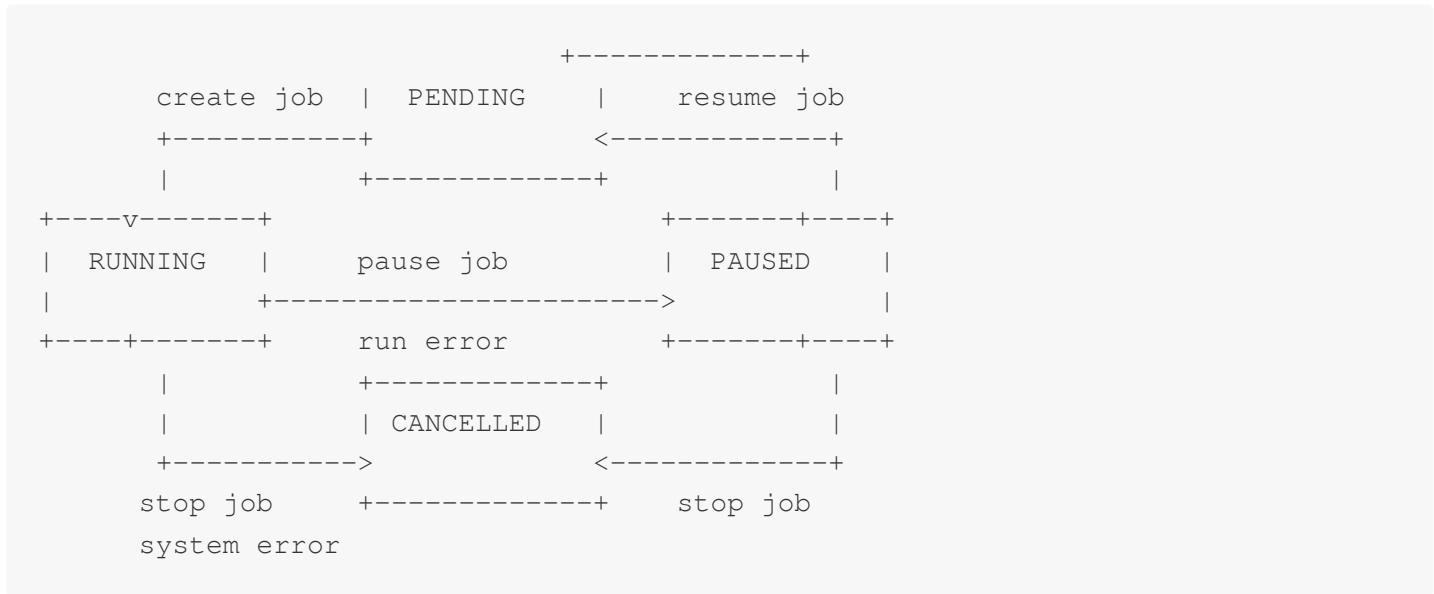 +-------------+
create job | PENDING | resume job
+-----------+ <-------------+
| +-------------+ |
+----v-------+ +-------+----+
| RUNNING | pause job | PAUSED |
| +-----------------------> |
+----+-------+ run error +-------+----+
| +-------------+ |
| | CANCELLED | |
+-----------> <-------------+
stop job +-------------+ stop job
system error